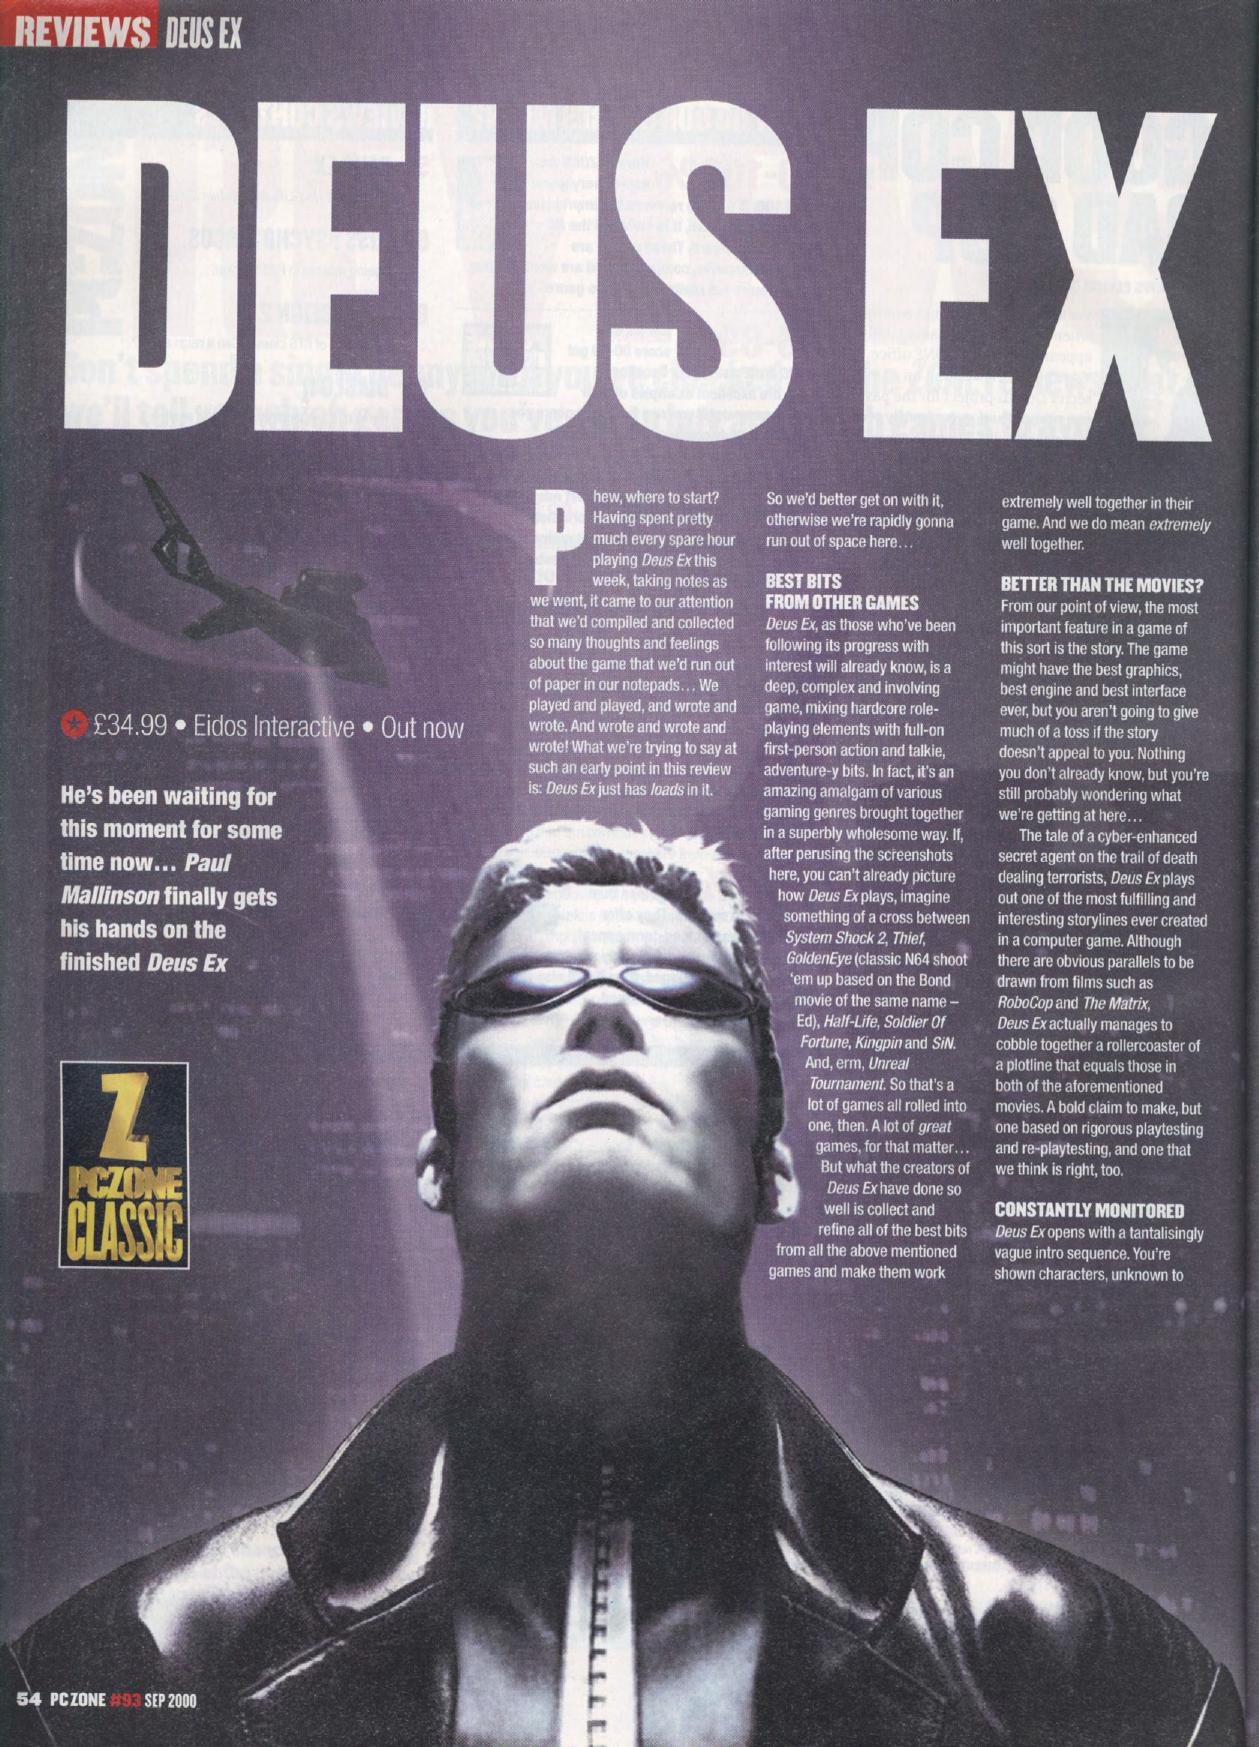 REVIEWS DEUS EX
DEUS EX
£34.99 • Eidos Interactive • Out now
He's been waiting for
this moment for some
time now... Paul
Mallinson finally gets
his hands on the
finished Deus Ex
Z
PCZONE
CLASSIC
Phew, where to start?
Having spent pretty
much every spare hour
playing Deus Ex this
week, taking notes as
we went, it came to our attention
that we'd compiled and collected
so many thoughts and feelings
about the game that we'd run out
of paper in our notepads... We
played and played, and wrote and
wrote. And wrote and wrote and
wrote! What we're trying to say at
such an early point in this review
is: Deus Ex just has loads in it.
So we'd better get on with it,
otherwise we're rapidly gonna
run out of space here...
BEST BITS
FROM OTHER GAMES
Deus Ex, as those who've been
following its progress with
interest will already know, is a
deep, complex and involving
game, mixing hardcore role-
playing elements with full-on
first-person action and talkie,
adventure-y bits. In fact, it's an
amazing amalgam of various
gaming genres brought together
in a superbly wholesome way. If,
after perusing the screenshots
here, you can't already picture
how Deus Ex plays, imagine
something of a cross between
System Shock 2, Thief,
GoldenEye (classic N64 shoot
'em up based on the Bond
movie of the same name –
Ed), Half-Life, Soldier Of
Fortune, Kingpin and SiN.
And, erm, Unreal
Tournament. So that's a
lot of games all rolled into
one, then. A lot of great
games, for that matter...
But what the creators of
Deus Ex have done so
well is collect and
refine all of the best bits
from all the above mentioned
games and make them work
extremely well together in their
game. And we do mean extremely
well together.
BETTER THAN THE MOVIES?
From our point of view, the most
important feature in a game of
this sort is the story. The game
might have the best graphics,
best engine and best interface
ever, but you aren't going to give
much of a toss if the story
doesn't appeal to you. Nothing
you don't already know, but you're
still probably wondering what
we're getting at here...
The tale of a cyber-enhanced
secret agent on the trail of death
dealing terrorists, Deus Ex plays
out one of the most fulfilling and
interesting storylines ever created
in a computer game. Although
there are obvious parallels to be
drawn from films such as
RoboCop and The Matrix,
Deus Ex actually manages to
cobble together a rollercoaster of
a plotline that equals those in
both of the aforementioned
movies. A bold claim to make, but
one based on rigorous playtesting
and re-playtesting, and one that
we think is right, too.
CONSTANTLY MONITORED
Deus Ex opens with a tantalisingly
vague intro sequence. You're
shown characters, unknown to
54 PCZONE #93 SEP 2000